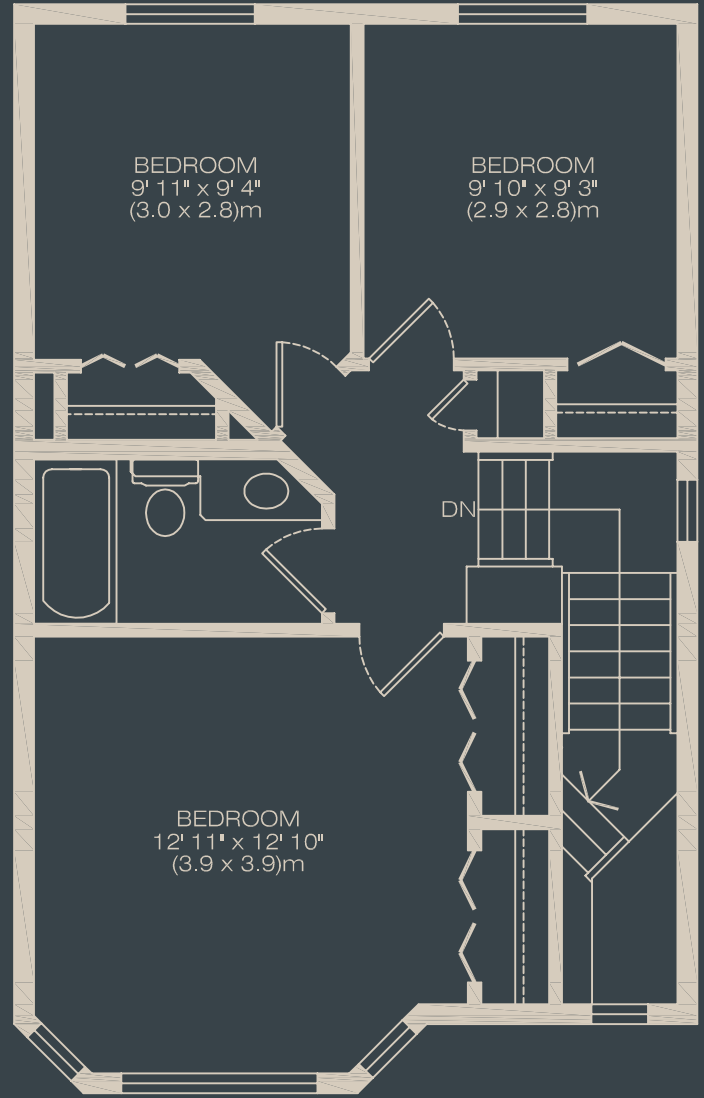 BEDROOM
9' 11" x 9' 4"
(3.0 x 2.8)m
BEDROOM
9' 10" x 9' 3"
(2.9 x 2.8)m
DN
BEDROOM
12' 11" x 12' 10"
(3.9 x 3.9)m